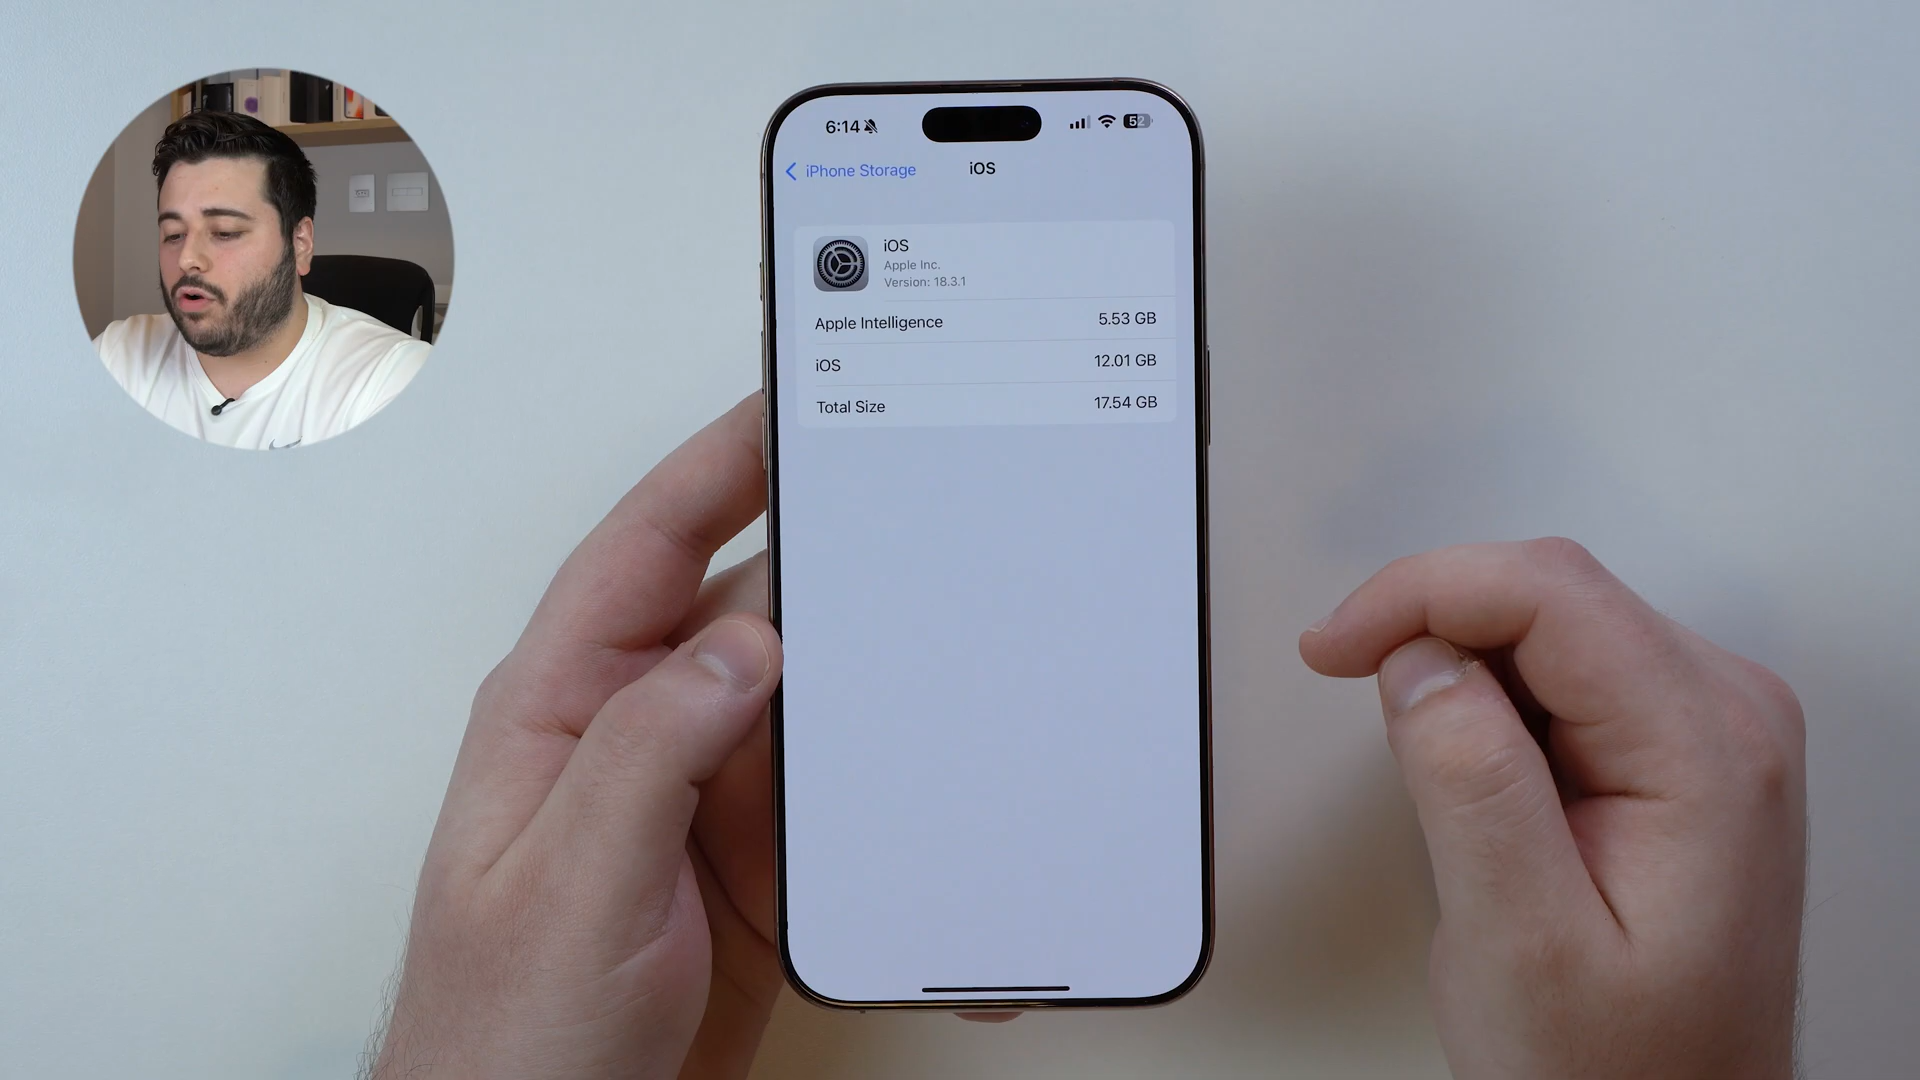 6:14
52
iPhone Storage
iOS
iOS
Apple Inc.
Version: 18.3.1
Apple Intelligence 5.53 GB
iOS 12.01 GB
Total Size 17.54 GB